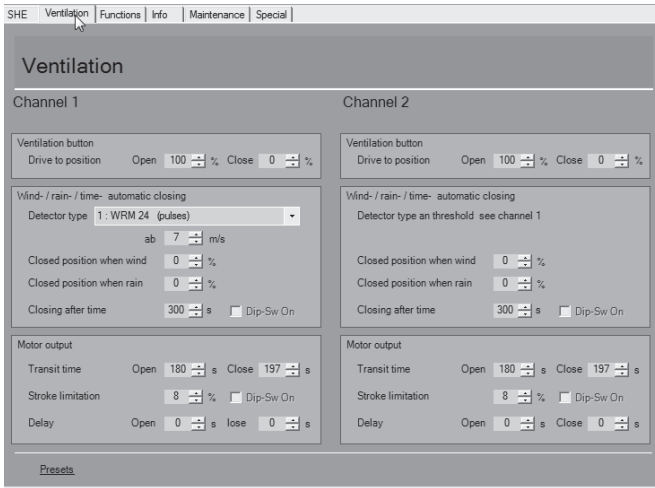 SHE Ventilation Functions Info Maintenance Special
Ventilation
Channel 1
Ventilation button
Drive to position Open 100 % Close 0 %
Wind- / rain- / time- automatic closing
Detector type 1 : WRM 24 (pulses)
ab 7 m/s
Closed position when wind 0 %
Closed position when rain 0 %
Closing after time 300 s Dip-Sw On
Motor output
Transit time Open 180 s Close 197 s
Stroke limitation 8 % Dip-Sw On
Delay Open 0 s lose 0 s
Channel 2
Ventilation button
Drive to position Open 100 % Close 0 %
Wind- / rain- / time- automatic closing
Detector type an threshold see channel 1
Closed position when wind 0 %
Closed position when rain 0 %
Closing after time 300 s Dip-Sw On
Motor output
Transit time Open 180 s Close 197 s
Stroke limitation 8 % Dip-Sw On
Delay Open 0 s Close 0 s
Presets